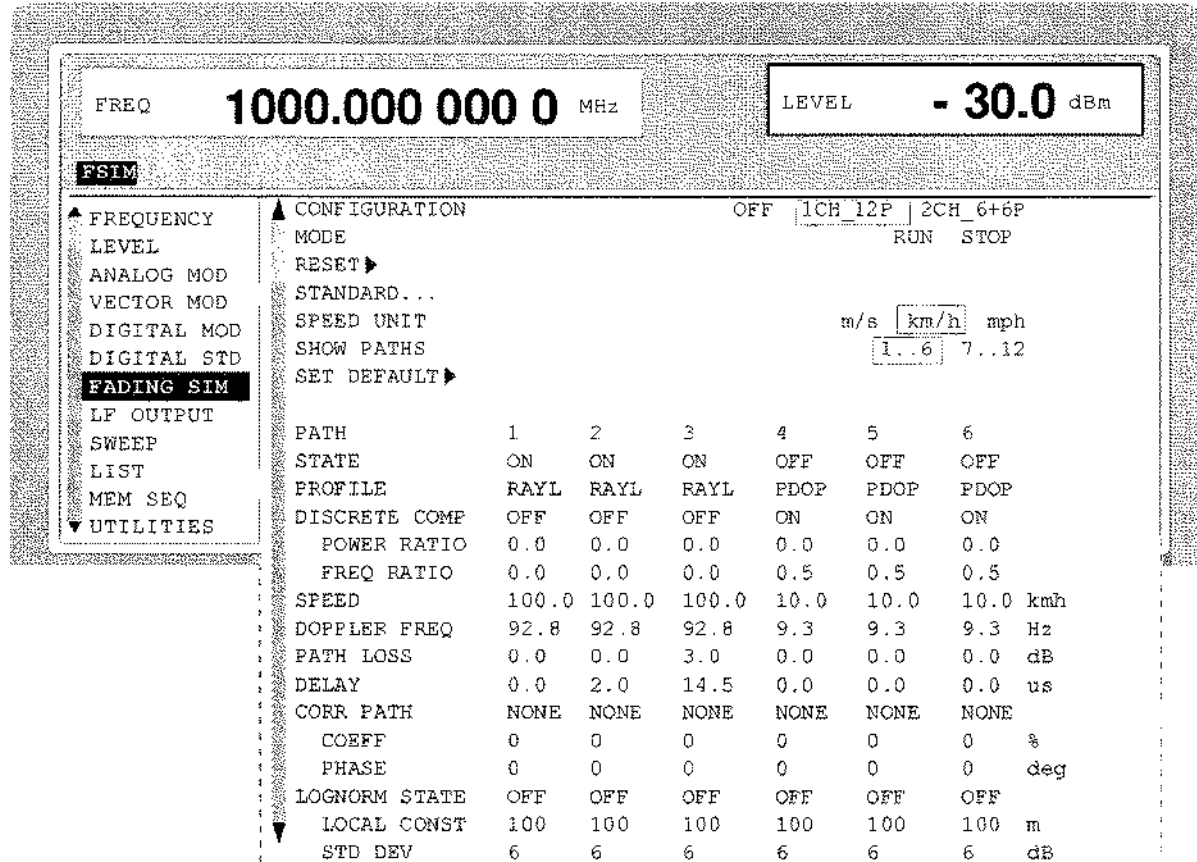 FREQ 1000.000 000 0 MHz LEVEL - 30.0 dBm
FSIM
FREQUENCY
LEVEL
ANALOG MOD
VECTOR MOD
DIGITAL MOD
DIGITAL STD
FADING SIM
LF OUTPUT
SWEEP
LIST
MEM SEQ
UTILITIES
CONFIGURATION OFF 1CH_12P 2CH_6+6P
MODE RUN STOP
RESET
STANDARD...
SPEED UNIT m/s km/h mph
SHOW PATHS 1..6 7..12
SET DEFAULT
PATH 1 2 3 4 5 6
STATE ON ON ON OFF OFF OFF
PROFILE RAYL RAYL RAYL PDOP PDOP PDOP
DISCRETE COMP OFF OFF OFF ON ON ON
POWER RATIO 0.0 0.0 0.0 0.0 0.0 0.0
FREQ RATIO 0.0 0.0 0.0 0.5 0.5 0.5
SPEED 100.0 100.0 100.0 10.0 10.0 10.0 kmh
DOPPLER FREQ 92.8 92.8 92.8 9.3 9.3 9.3 Hz
PATH LOSS 0.0 0.0 3.0 0.0 0.0 0.0 dB
DELAY 0.0 2.0 14.5 0.0 0.0 0.0 us
CORR PATH NONE NONE NONE NONE NONE NONE
COEFF 0 0 0 0 0 0 %
PHASE 0 0 0 0 0 0 deg
LOGNORM STATE OFF OFF OFF OFF OFF OFF
LOCAL CONST 100 100 100 100 100 100 m
STD DEV 6 6 6 6 6 6 dB